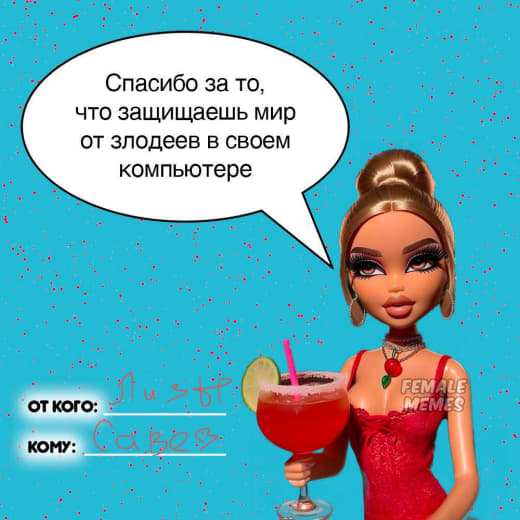 Спасибо за то,
что защищаешь мир
от злодеев в своем
компьютере
FEMALE
MEMES
ОТ КОГО:
КОМУ: